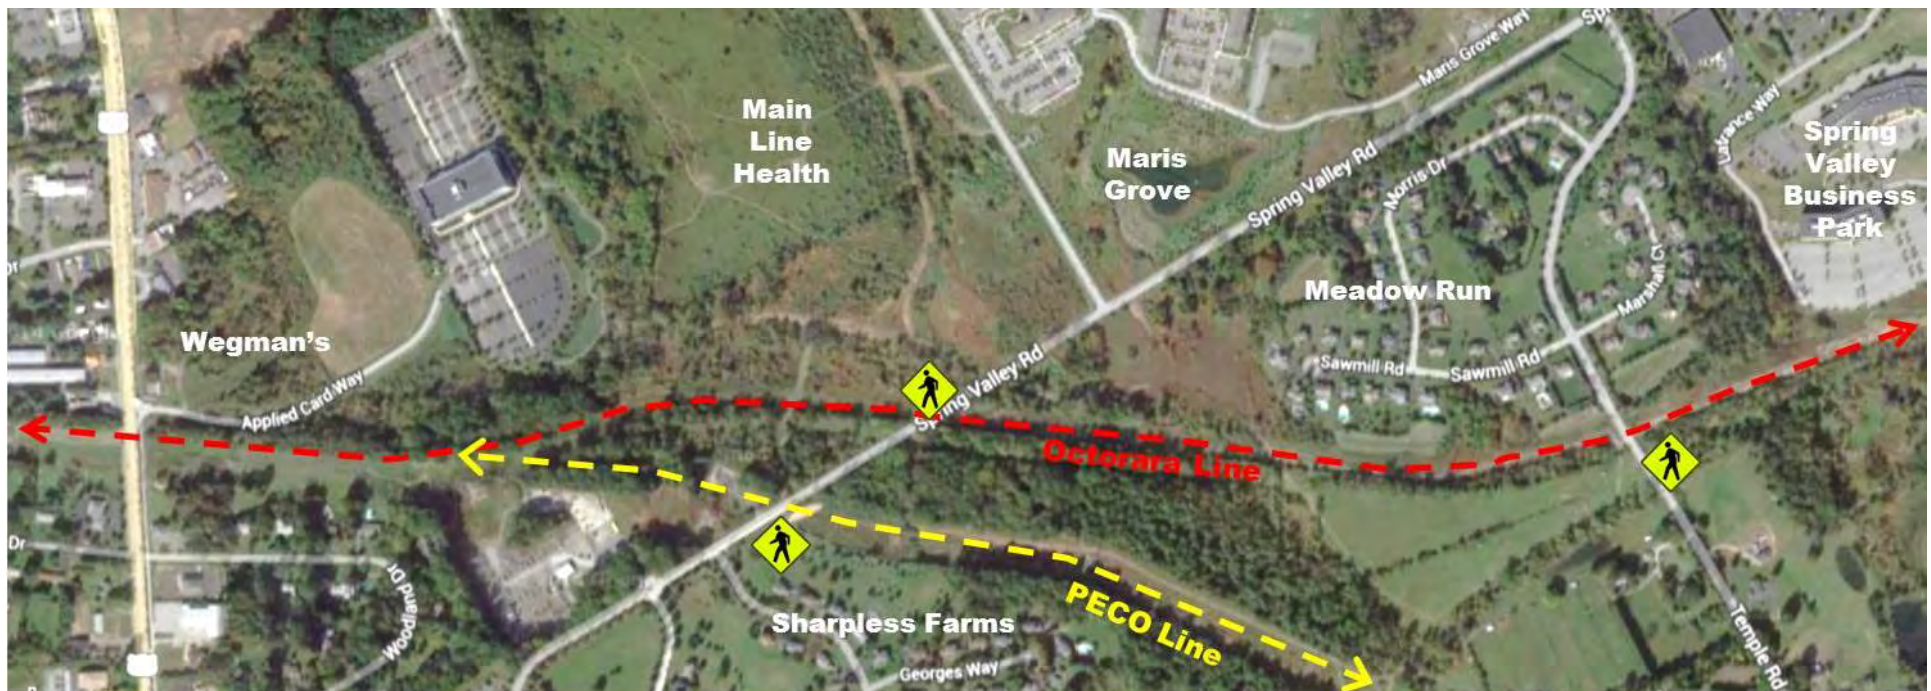 Main
Line
Health
Maris
Grove
Maris Grove Way
Spring Valley Rd
Morris Dr
Lafrance Way
Spring
Valley
Business
Park
Marshall Ct
Meadow Run
Sawmill Rd
Sawmill Rd
Wegman's
Applied Card Way
Spring Valley Rd
Octorara Line
Dr
Woodland Dr
Sharpless Farms
Georges Way
PECO Line
Temple Rd